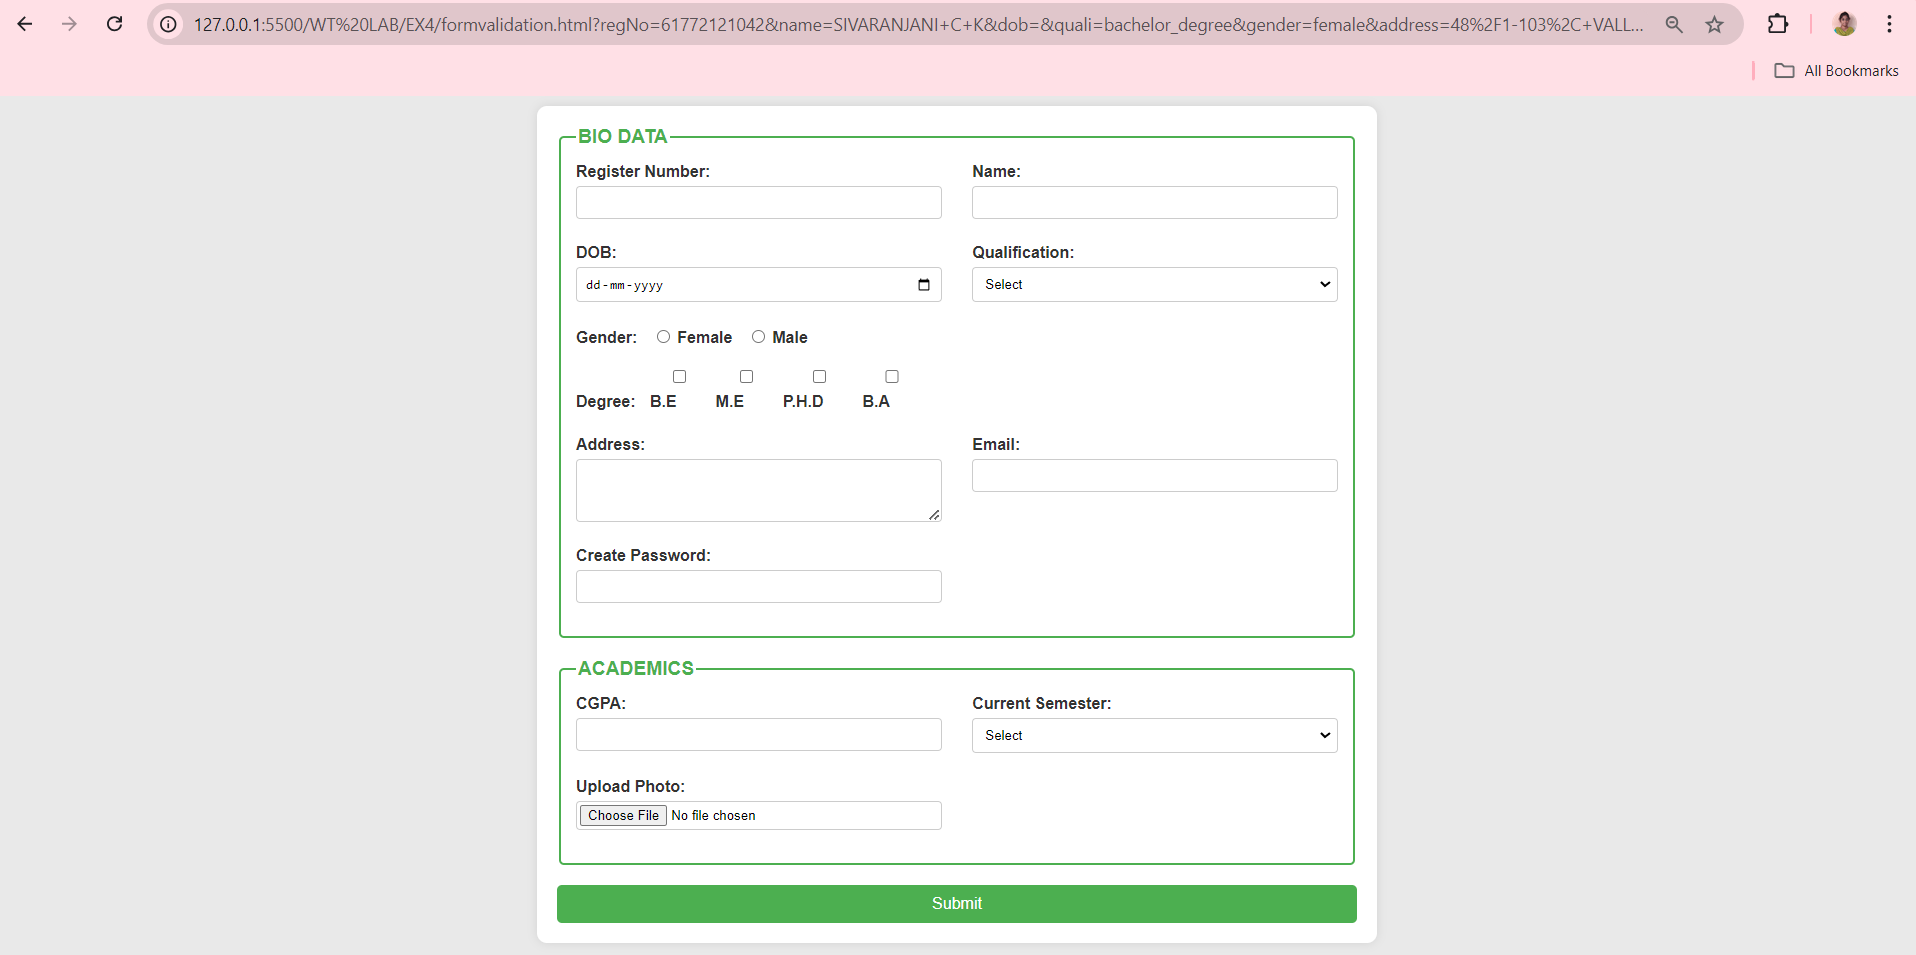 127.0.0.1:5500/WT%20LAB/EX4/formvalidation.html?regNo=61772121042&name=SIVARANJANI+C+K&dob=&quali=bachelor_degree&gender=female&address=48%2F1-103%2C+VALL...
All Bookmarks
BIO DATA
Register Number: Name:
DOB: Qualification:
dd-mm-yyyy Select
Gender: Female Male
Degree: B.E M.E P.H.D B.A
Address: Email:
Create Password:
ACADEMICS
CGPA: Current Semester:
Select
Upload Photo:
Choose File No file chosen
Submit